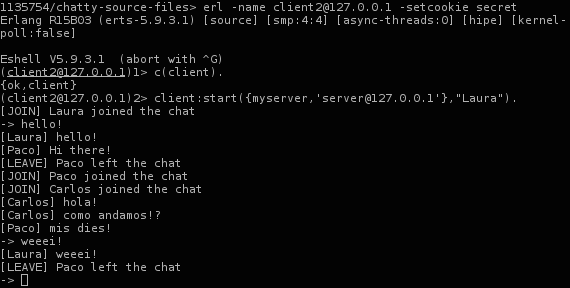 1135754/chatty-source-files> erl -name client2@127.0.0.1 -setcookie secret
Erlang R15B03 (erts-5.9.3.1) [source] [smp:4:4] [async-threads:0] [hipe] [kernel-
poll:false]
Eshell V5.9.3.1  (abort with ^G)
(client2@127.0.0.1)1> c(client).
{ok,client}
(client2@127.0.0.1)2> client:start({myserver,'server@127.0.0.1'},"Laura").
[JOIN] Laura joined the chat
-> hello!
[Laura] hello!
[Paco] Hi there!
[LEAVE] Paco left the chat
[JOIN] Paco joined the chat
[JOIN] Carlos joined the chat
[Carlos] hola!
[Carlos] como andamos!?
[Paco] mis dies!
-> weeei!
[Laura] weeei!
[LEAVE] Paco left the chat
->